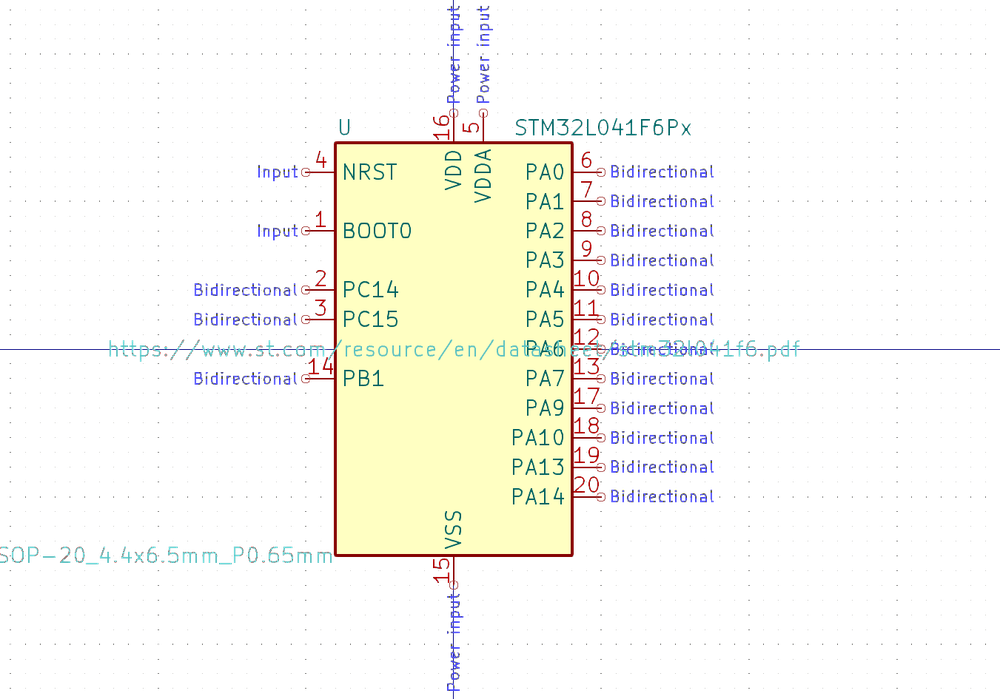 Power input
Power input
16
5
U
STM32L041F6Px
VDD
VDDA
Input
4
NRST
PA0
6
Bidirectional
PA1
7
Bidirectional
Input
1
BOOT0
PA2
8
Bidirectional
PA3
9
Bidirectional
Bidirectional
2
PC14
PA4
10
Bidirectional
Bidirectional
3
PC15
PA5
11
Bidirectional
https://www.st.com/resource/en/datasheet/stm32l041f6.pdf
PA6
12
Bidirectional
Bidirectional
14
PB1
PA7
13
Bidirectional
PA9
17
Bidirectional
PA10
18
Bidirectional
PA13
19
Bidirectional
PA14
20
Bidirectional
VSS
SOP-20_4.4x6.5mm_P0.65mm
15
Power input